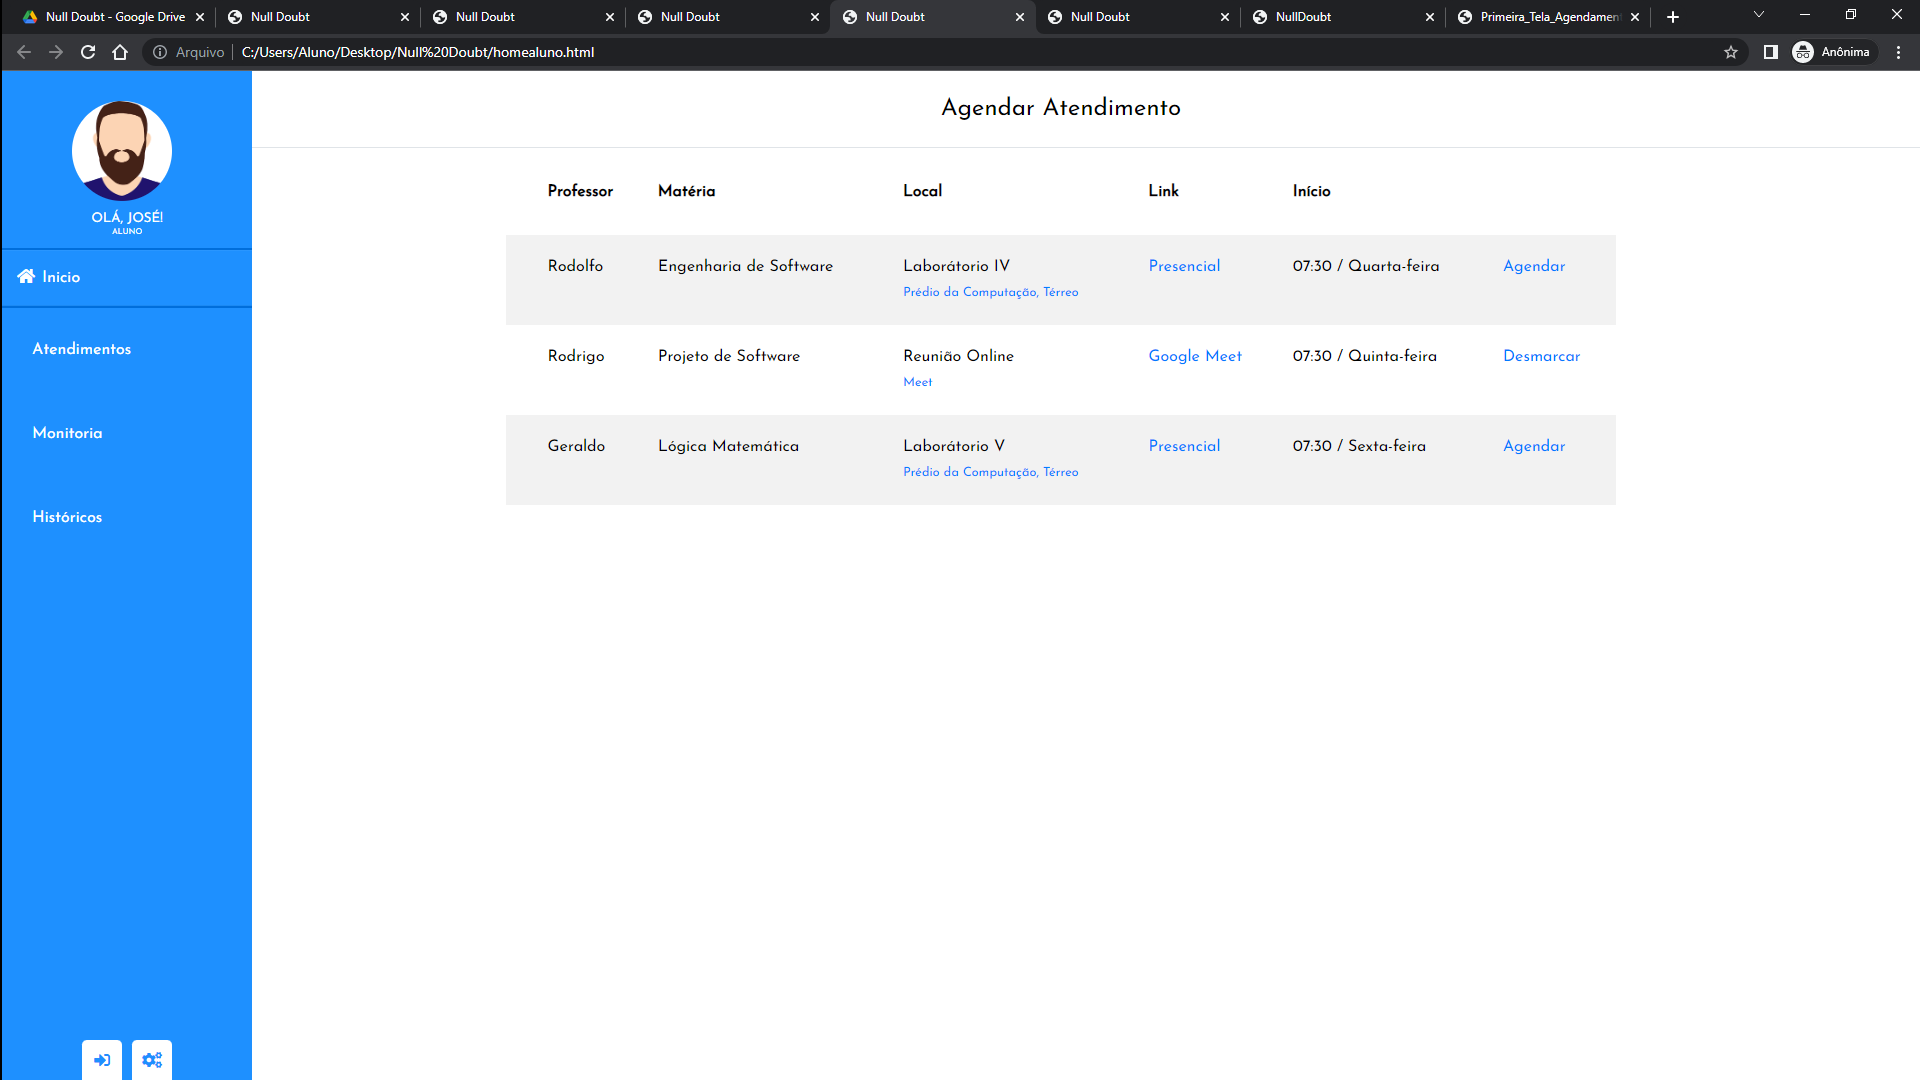 Null Doubt - Google Drive
Null Doubt
Null Doubt
Null Doubt
Null Doubt
Null Doubt
NullDoubt
Primeira_Tela_Agendamen
Arquivo C:/Users/Aluno/Desktop/Null%20Doubt/homealuno.html
Anônima
OLÁ, JOSÉ!
ALUNO
Inicio
Atendimentos
Monitoria
Históricos
Agendar Atendimento
Professor Matéria Local Link Início
Rodolfo Engenharia de Software Laborátorio IV Presencial 07:30 / Quarta-feira Agendar
Prédio da Computação, Térreo
Rodrigo Projeto de Software Reunião Online Google Meet 07:30 / Quinta-feira Desmarcar
Meet
Geraldo Lógica Matemática Laborátorio V Presencial 07:30 / Sexta-feira Agendar
Prédio da Computação, Térreo